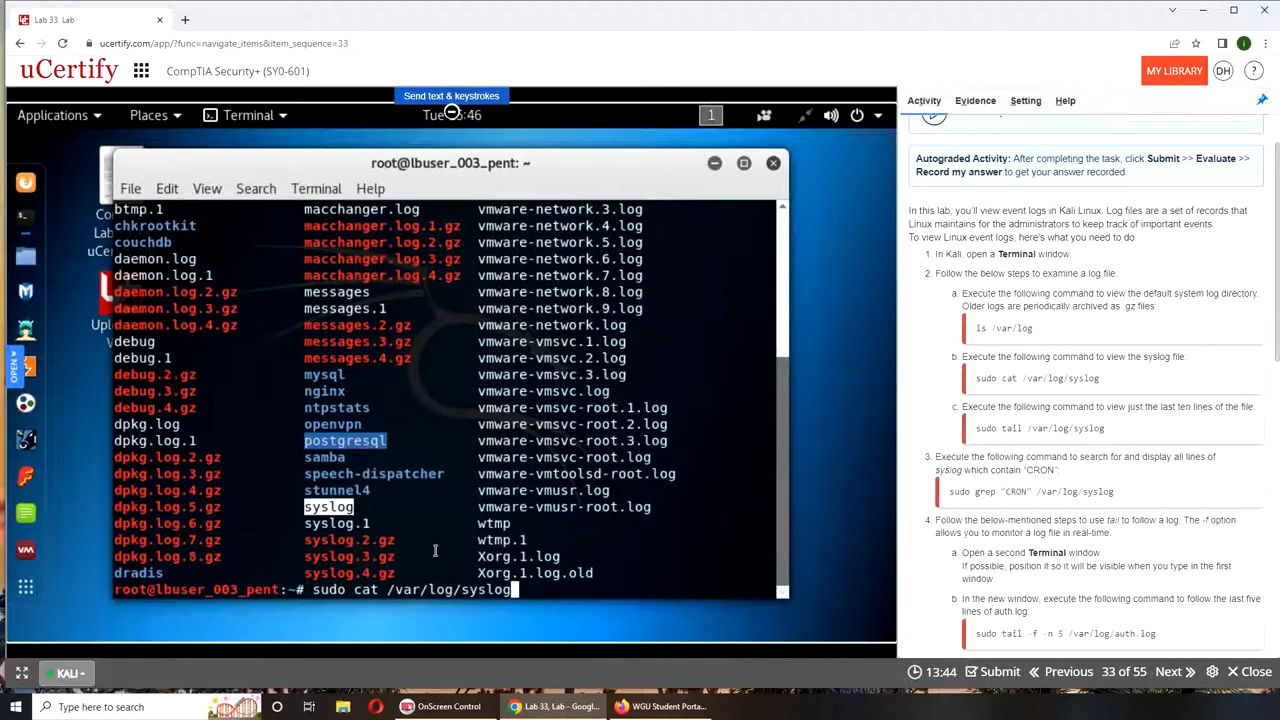 Lab 33, Lab
ucertify.com/app/?func=navigate_items&item_sequence=33
uCertify
CompTIA Security+ (SY0-601)
MY LIBRARY
DH
?
Send text & keystrokes
Applications
Places
Terminal
Tue
:46
1
root@lbuser_003_pent: ~
File Edit View Search Terminal Help
btmp.1 macchanger.log vmware-network.3.log
chkrootkit macchanger.log.1.gz vmware-network.4.log
couchdb macchanger.log.2.gz vmware-network.5.log
daemon.log macchanger.log.3.gz vmware-network.6.log
daemon.log.1 macchanger.log.4.gz vmware-network.7.log
daemon.log.2.gz messages vmware-network.8.log
daemon.log.3.gz messages.1 vmware-network.9.log
daemon.log.4.gz messages.2.gz vmware-network.log
debug messages.3.gz vmware-vmsvc.1.log
debug.1 messages.4.gz vmware-vmsvc.2.log
debug.2.gz mysql vmware-vmsvc.3.log
debug.3.gz nginx vmware-vmsvc.log
debug.4.gz ntpstats vmware-vmsvc-root.1.log
dpkg.log openvpn vmware-vmsvc-root.2.log
dpkg.log.1 postgresql vmware-vmsvc-root.3.log
dpkg.log.2.gz samba vmware-vmsvc-root.log
dpkg.log.3.gz speech-dispatcher vmware-vmtoolsd-root.log
dpkg.log.4.gz stunnel4 vmware-vmusr.log
dpkg.log.5.gz syslog vmware-vmusr-root.log
dpkg.log.6.gz syslog.1 wtmp
dpkg.log.7.gz syslog.2.gz wtmp.1
dpkg.log.8.gz syslog.3.gz Xorg.1.log
dradis syslog.4.gz Xorg.1.log.old
root@lbuser_003_pent:~# sudo cat /var/log/syslog
Co
Lab
uCer
Upl
V
OPEN
Activity Evidence Setting Help
Autograded Activity: After completing the task, click Submit >> Evaluate >>
Record my answer to get your answer recorded.
In this lab, you'll view event logs in Kali Linux. Log files are a set of records that
Linux maintains for the administrators to keep track of important events.
To view Linux event logs, here's what you need to do
1. In Kali, open a Terminal window.
2. Follow the below steps to examine a log file.
a. Execute the following command to view the default system log directory.
Older logs are periodically archived as .gz files:
ls /var/log
b. Execute the following command to view the syslog file:
sudo cat /var/log/syslog
c. Execute the following command to view just the last ten lines of the file
sudo tail /var/log/syslog
3. Execute the following command to search for and display all lines of
syslog which contain "CRON":
sudo grep "CRON" /var/log/syslog
4. Follow the below-mentioned steps to use tail to follow a log. The -f option
allows you to monitor a log file in real-time.
a. Open a second Terminal window.
If possible, position it so it will be visible when you type in the first
window.
b. In the new window, execute the following command to follow the last five
lines of auth.log:
sudo tail -f -n 5 /var/log/auth.log
KALI
13:44 Submit Previous 33 of 55 Next Close
Type here to search
OnScreen Control
Lab 33, Lab - Googl...
WGU Student Porta...